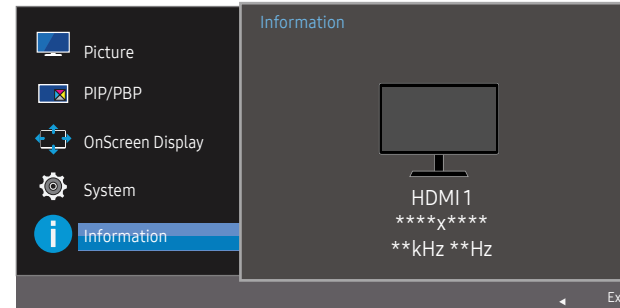 Information
Picture
PIP/PBP
OnScreen Display
System
Information
HDMI 1
****x****
**kHz **Hz